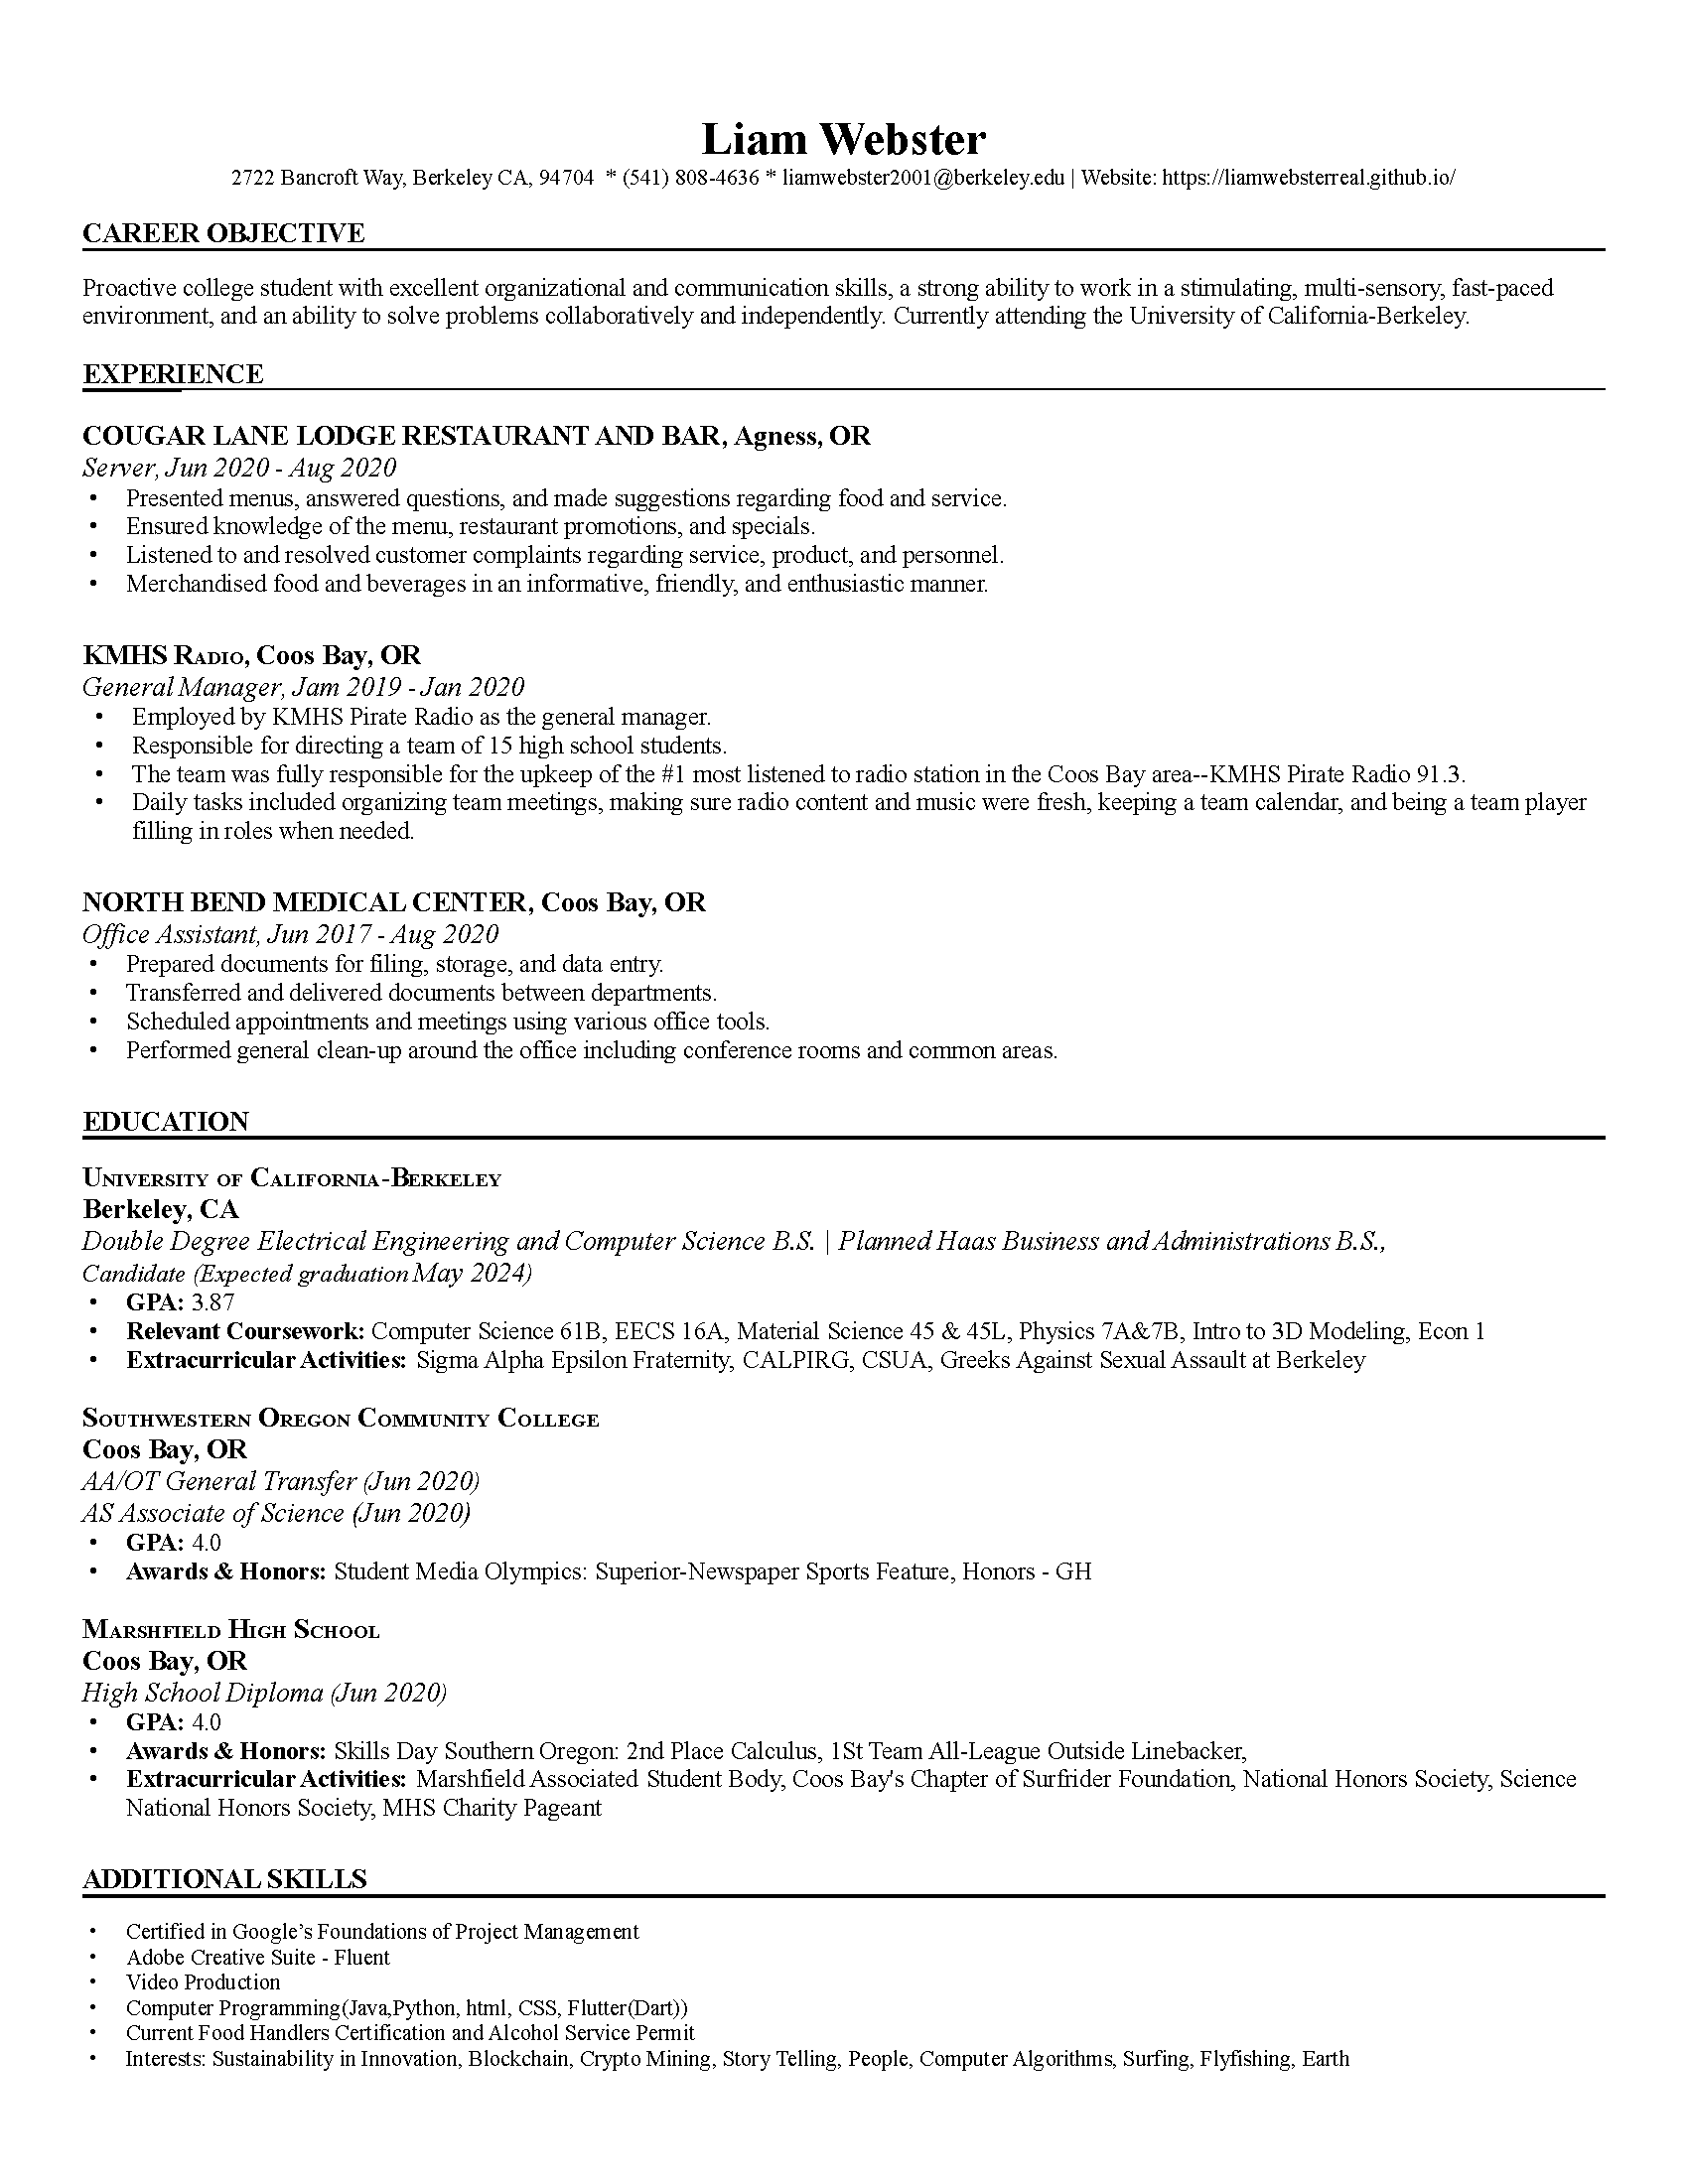 Liam Webster
2722 Bancroft Way, Berkeley CA, 94704 * (541) 808-4636 * liamwebster2001@berkeley.edu | Website: https://liamwebsterreal.github.io/
CAREER OBJECTIVE
Proactive college student with excellent organizational and communication skills, a strong ability to work in a stimulating, multi-sensory, fast-paced
environment, and an ability to solve problems collaboratively and independently. Currently attending the University of California-Berkeley.
EXPERIENCE
COUGAR LANE LODGE RESTAURANT AND BAR, Agness, OR
Server, Jun 2020 - Aug 2020
• Presented menus, answered questions, and made suggestions regarding food and service.
• Ensured knowledge of the menu, restaurant promotions, and specials.
• Listened to and resolved customer complaints regarding service, product, and personnel.
• Merchandised food and beverages in an informative, friendly, and enthusiastic manner.
KMHS Radio, Coos Bay, OR
General Manager, Jam 2019 - Jan 2020
• Employed by KMHS Pirate Radio as the general manager.
• Responsible for directing a team of 15 high school students.
• The team was fully responsible for the upkeep of the #1 most listened to radio station in the Coos Bay area--KMHS Pirate Radio 91.3.
• Daily tasks included organizing team meetings, making sure radio content and music were fresh, keeping a team calendar, and being a team player
filling in roles when needed.
NORTH BEND MEDICAL CENTER, Coos Bay, OR
Office Assistant, Jun 2017 - Aug 2020
• Prepared documents for filing, storage, and data entry.
• Transferred and delivered documents between departments.
• Scheduled appointments and meetings using various office tools.
• Performed general clean-up around the office including conference rooms and common areas.
EDUCATION
University of California-Berkeley
Berkeley, CA
Double Degree Electrical Engineering and Computer Science B.S. | Planned Haas Business and Administrations B.S.,
Candidate (Expected graduation May 2024)
• GPA: 3.87
• Relevant Coursework: Computer Science 61B, EECS 16A, Material Science 45 & 45L, Physics 7A&7B, Intro to 3D Modeling, Econ 1
• Extracurricular Activities: Sigma Alpha Epsilon Fraternity, CALPIRG, CSUA, Greeks Against Sexual Assault at Berkeley
Southwestern Oregon Community College
Coos Bay, OR
AA/OT General Transfer (Jun 2020)
AS Associate of Science (Jun 2020)
• GPA: 4.0
• Awards & Honors: Student Media Olympics: Superior-Newspaper Sports Feature, Honors - GH
Marshfield High School
Coos Bay, OR
High School Diploma (Jun 2020)
• GPA: 4.0
• Awards & Honors: Skills Day Southern Oregon: 2nd Place Calculus, 1St Team All-League Outside Linebacker,
• Extracurricular Activities: Marshfield Associated Student Body, Coos Bay's Chapter of Surfrider Foundation, National Honors Society, Science
National Honors Society, MHS Charity Pageant
ADDITIONAL SKILLS
• Certified in Google’s Foundations of Project Management
• Adobe Creative Suite - Fluent
• Video Production
• Computer Programming(Java,Python, html, CSS, Flutter(Dart))
• Current Food Handlers Certification and Alcohol Service Permit
• Interests: Sustainability in Innovation, Blockchain, Crypto Mining, Story Telling, People, Computer Algorithms, Surfing, Flyfishing, Earth